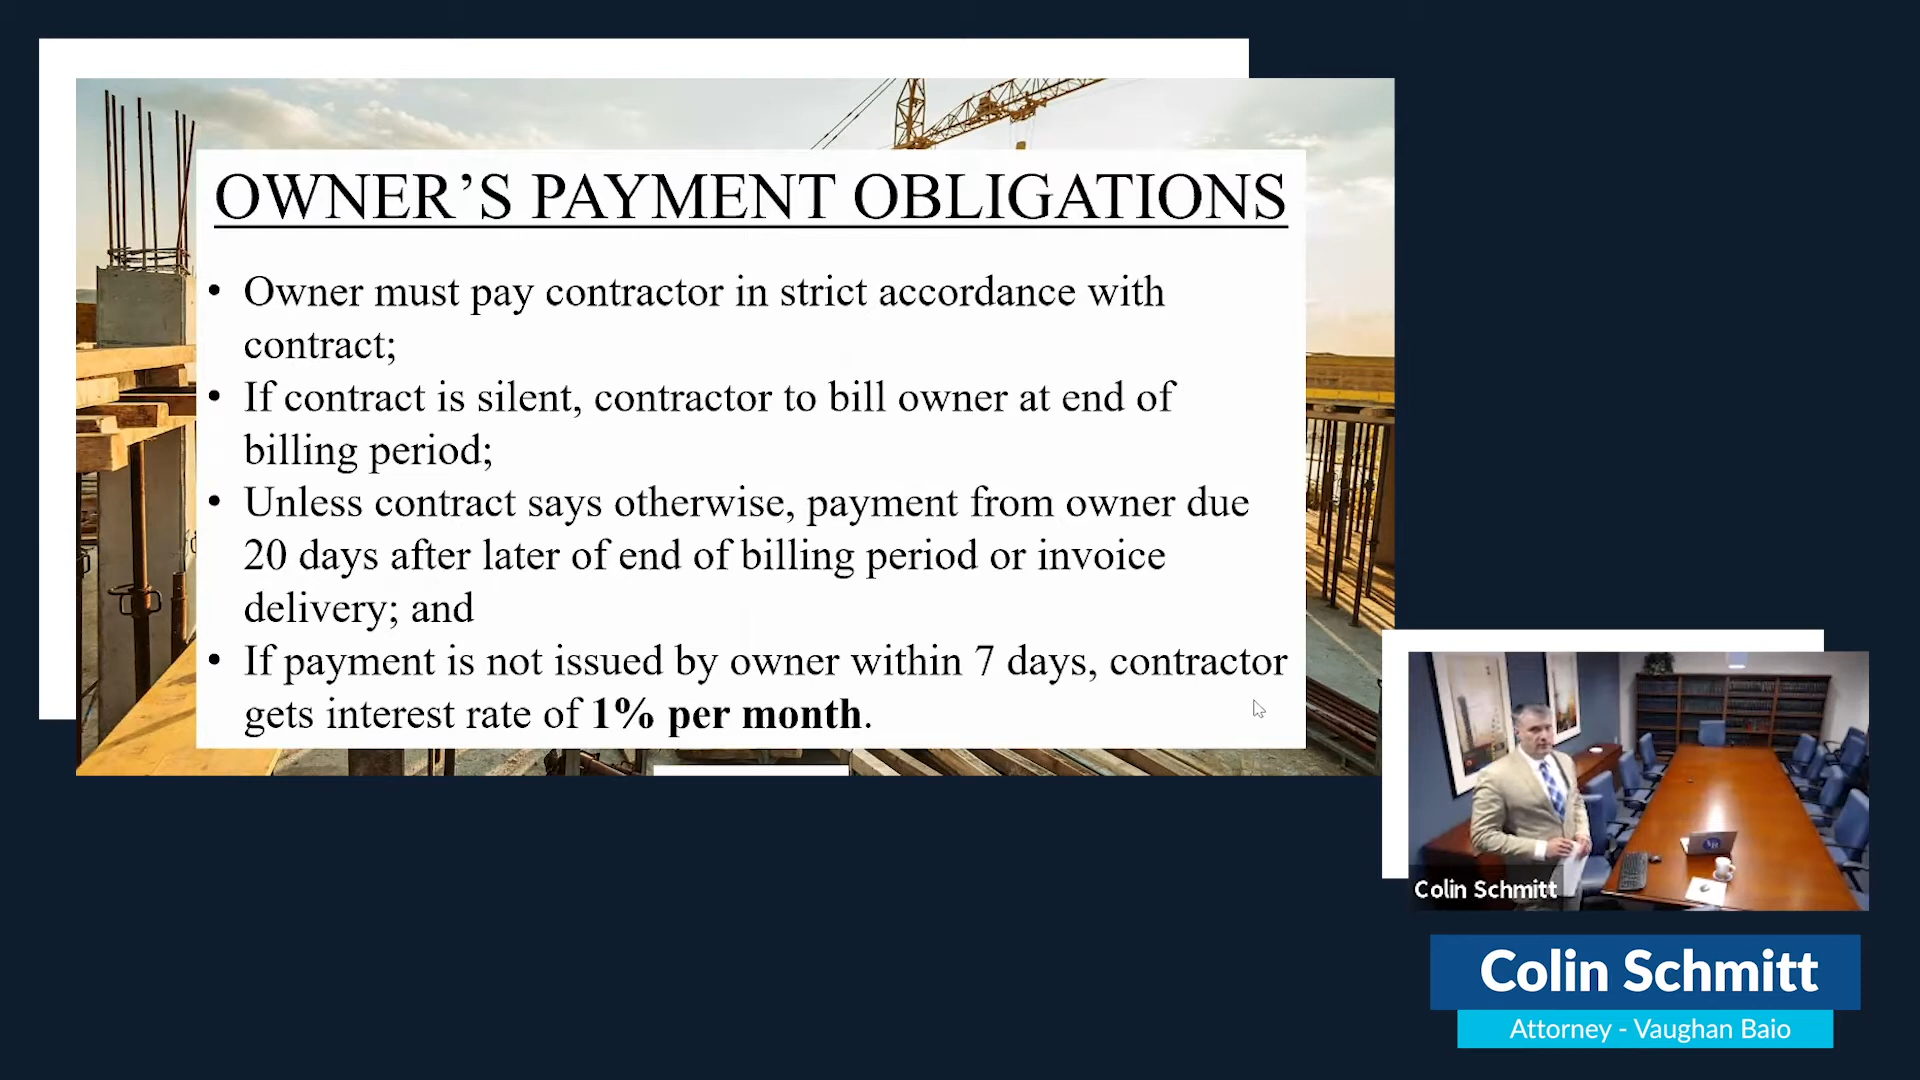 OWNER’S PAYMENT OBLIGATIONS
• Owner must pay contractor in strict accordance with
contract;
• If contract is silent, contractor to bill owner at end of
billing period;
• Unless contract says otherwise, payment from owner due
20 days after later of end of billing period or invoice
delivery; and
• If payment is not issued by owner within 7 days, contractor
gets interest rate of 1% per month.
Colin Schmitt
Colin Schmitt
Attorney - Vaughan Baio